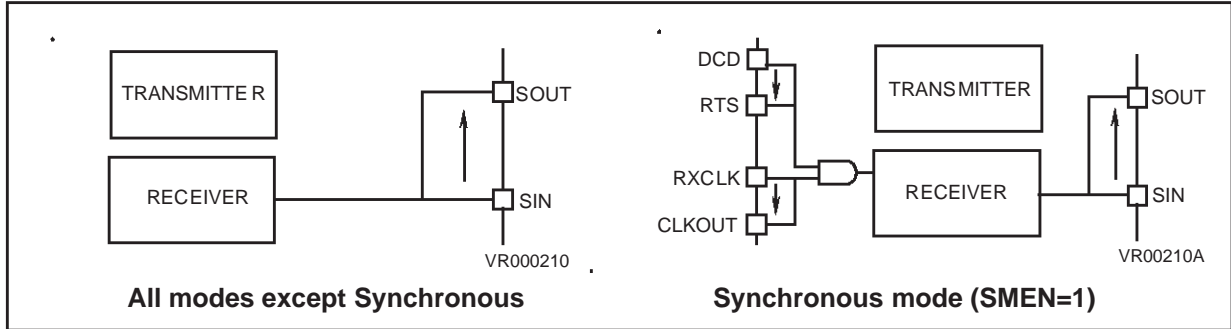 TRANSMITTER
RECEIVER
SOUT
SIN
VR000210
All modes except Synchronous
DCD
RTS
RXCLK
CLKOUT
TRANSMITTER
RECEIVER
SOUT
SIN
VR00210A
Synchronous mode (SMEN=1)